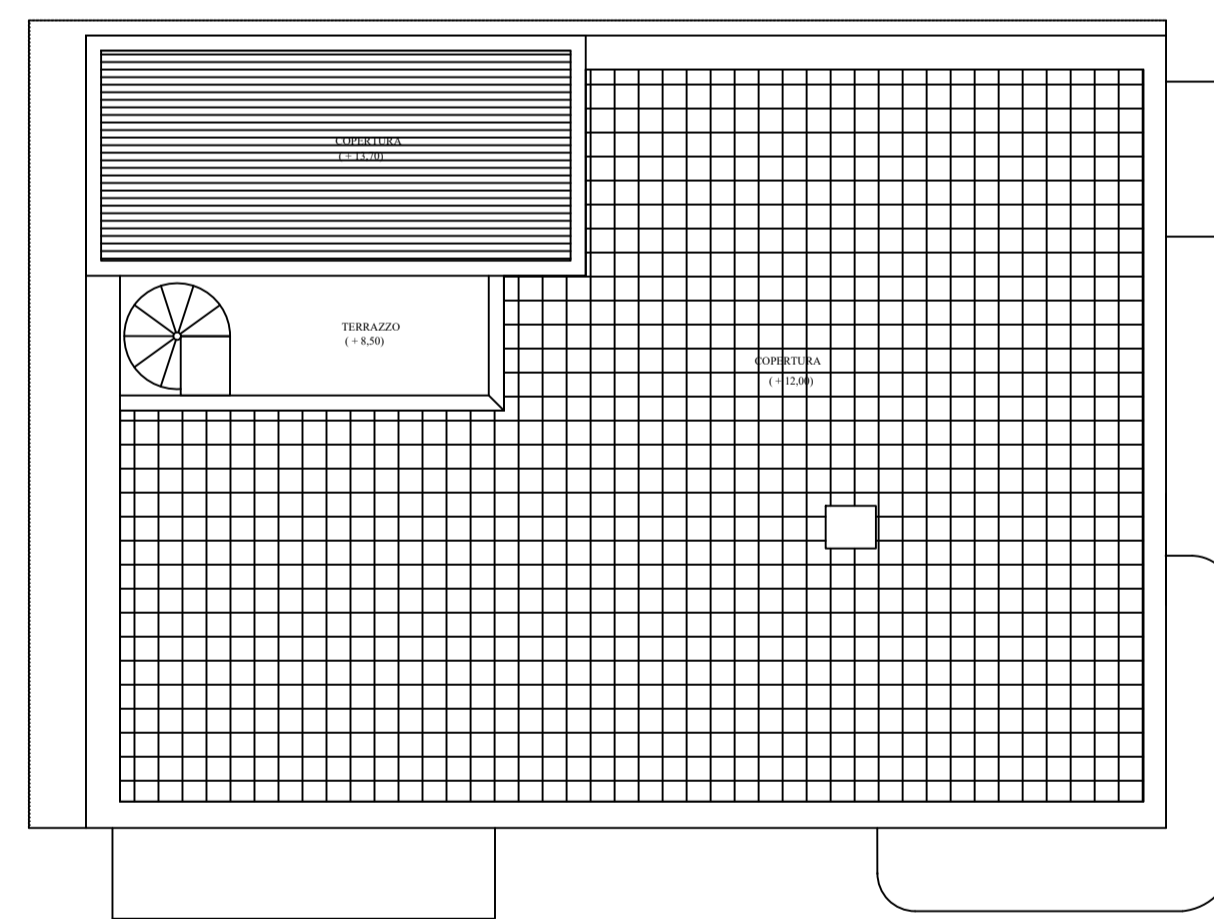 COPERTURA
( + 13,70)
TERRAZZO
( + 8,50)
COPERTURA
( + 12,00)